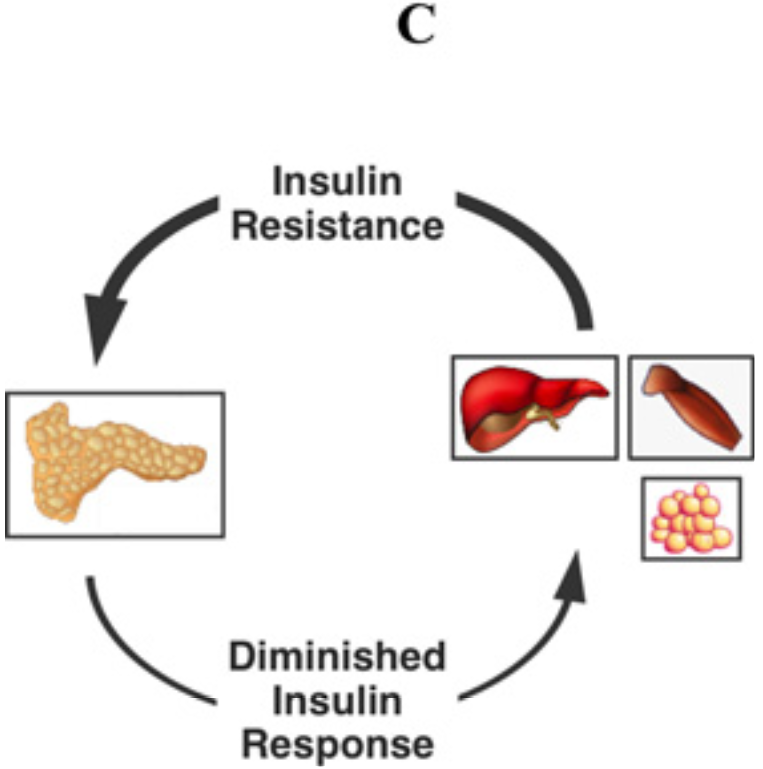 C
Insulin
Resistance
Diminished
Insulin
Response